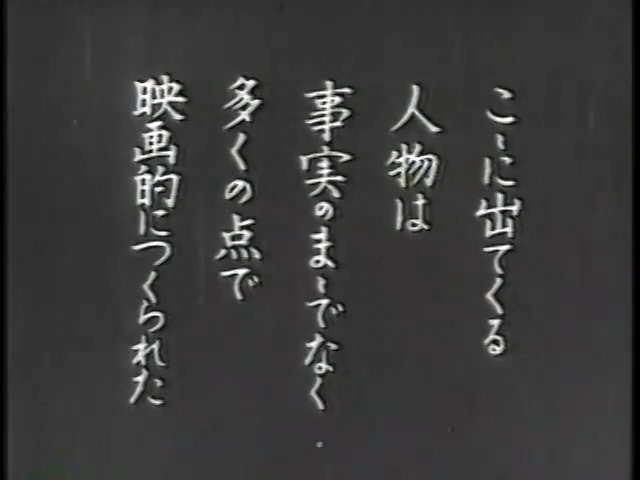 こゝに出てくる
人物は
事実のまゝでなく
多くの点で
映画的につくられた